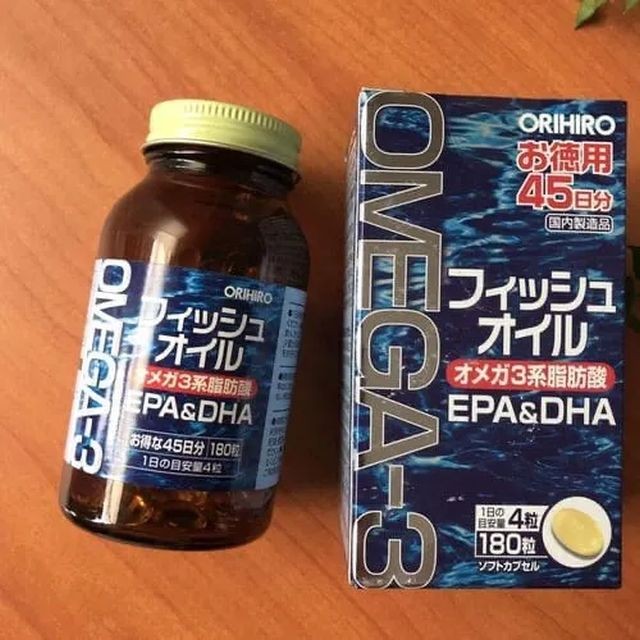 ORIHIRO
フィッシュ
オイル
オメガ3系脂肪酸
EPA&DHA
お得な45日分 180粒
1日の目安量4粒
OMEGA-3
ORIHIRO
お徳用
45日分
国内製造品
フィッシュ
オイル
オメガ3系脂肪酸
EPA&DHA
1日の
目安量 4粒
180粒
ソフトカプセル
OMEGA-3